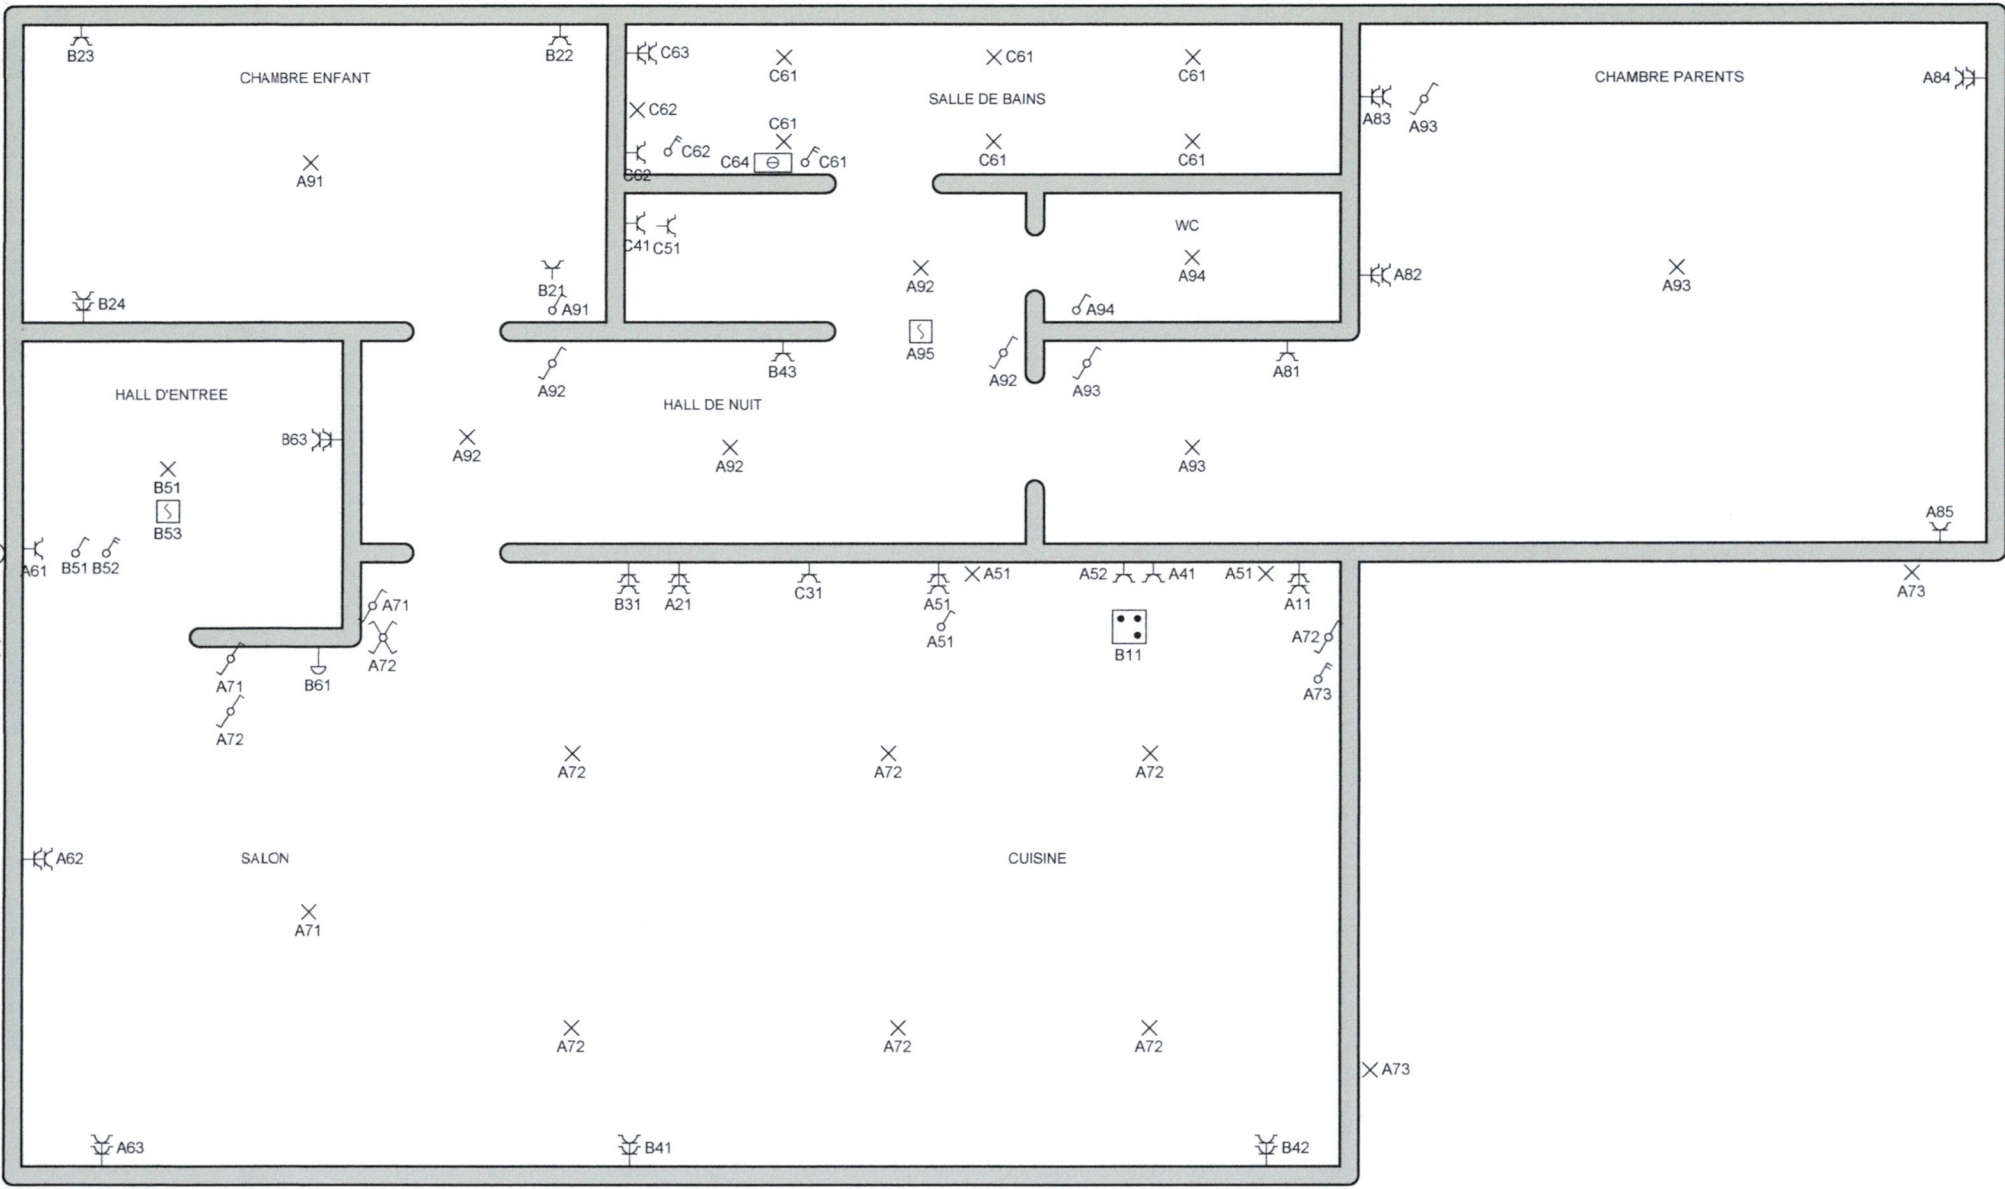 B23
B22
CHAMBRE ENFANT
A91
B21
A91
B24
C63
C62
C62
C62
C61
C61
C61
SALLE DE BAINS
C61
C64
C61
C61
C61
C41
C51
WC
A94
A94
A92
A95
A92
A93
CHAMBRE PARENTS
A84
A83
A93
A82
A93
A81
A93
A85
A73
HALL D'ENTREE
B63
B51
B53
A61
B51
B52
A92
B43
HALL DE NUIT
A92
A92
A71
A72
A71
B61
A72
B31
A21
C31
A51
A51
A51
A52
A41
A51
A11
B11
A72
A73
A72
A72
A72
A62
SALON
CUISINE
A71
A72
A72
A72
A73
A63
B41
B42